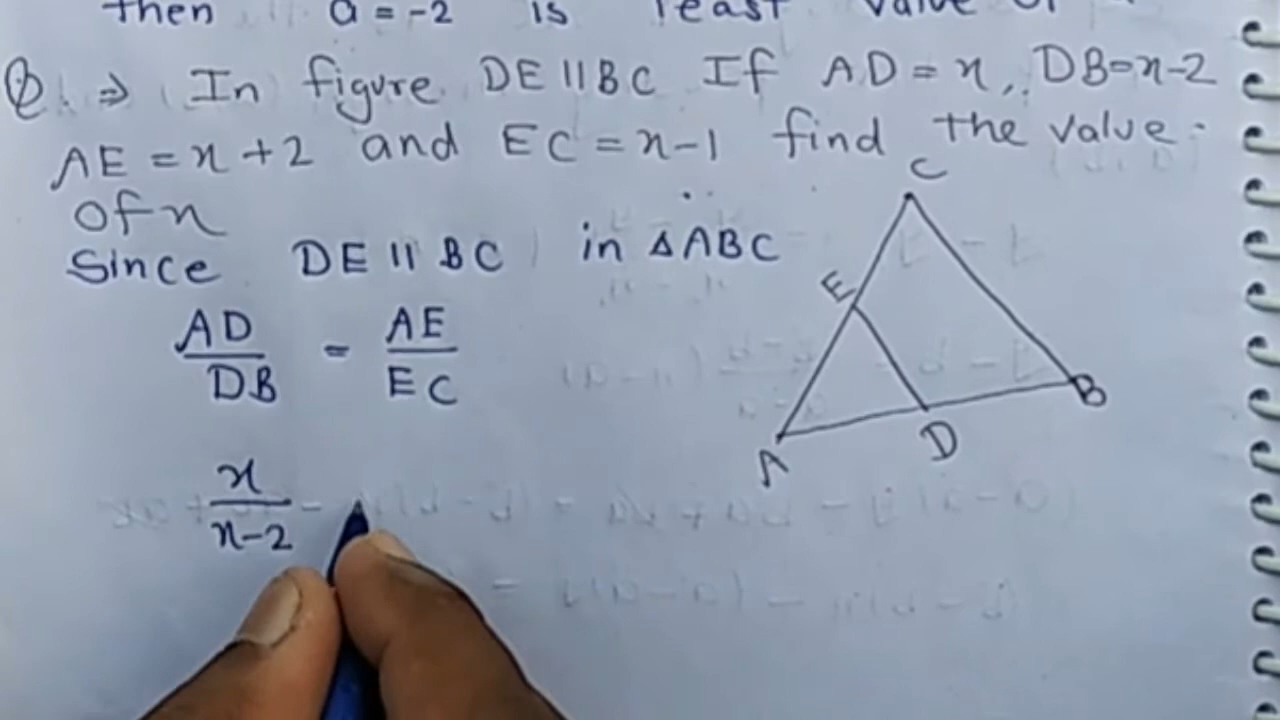 then a = -2 is least value of
Q. ⇒ In figure DE || BC If AD = x, DB = x-2
AE = x+2 and EC = x-1 find the value
of x
Since DE || BC in △ABC
AD/DB = AE/EC
x/x-2
C
E
B
D
A